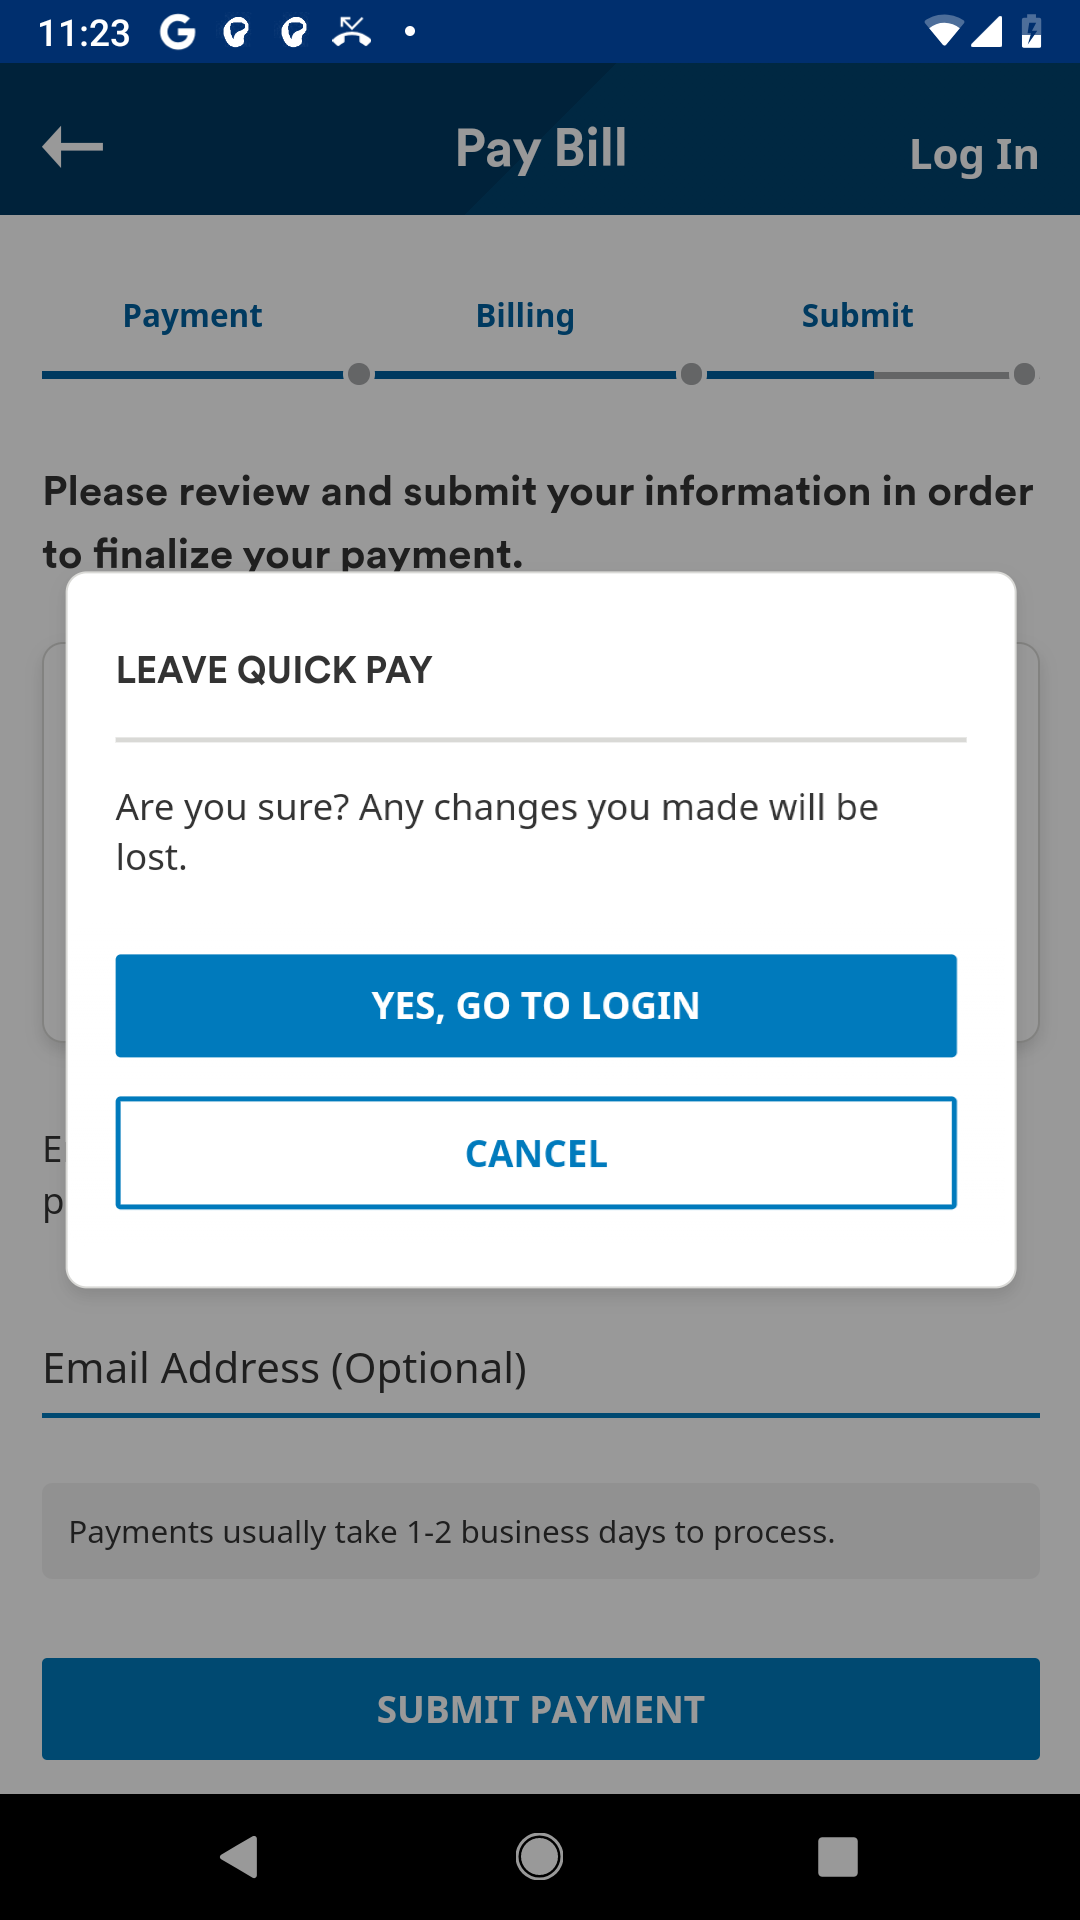 11:23
Pay Bill
Log In
Payment Billing Submit
Please review and submit your information in order
to finalize your payment.
LEAVE QUICK PAY
Are you sure? Any changes you made will be
lost.
YES, GO TO LOGIN
CANCEL
E
p
Email Address (Optional)
Payments usually take 1-2 business days to process.
SUBMIT PAYMENT